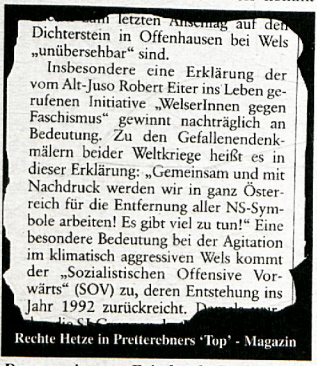 letzten Anschlag auf den
Dichterstein in Offenhausen bei Wels
„unübersehbar“ sind.
Insbesondere eine Erklärung der
vom Alt-Juso Robert Eiter ins Leben ge-
rufenen Initiative „WelserInnen gegen
Faschismus“ gewinnt nachträglich an
Bedeutung. Zu den Gefallenendenk-
mälern beider Weltkriege heißt es in
dieser Erklärung: „Gemeinsam und mit
Nachdruck werden wir in ganz Öster-
reich für die Entfernung aller NS-Sym-
bole arbeiten! Es gibt viel zu tun!“ Eine
besondere Bedeutung bei der Agitation
im klimatisch aggressiven Wels kommt
der „Sozialistischen Offensive Vor-
wärts“ (SOV) zu, deren Entstehung ins
Jahr 1992 zurückreicht.
Rechte Hetze in Pretterebners 'Top' - Magazin